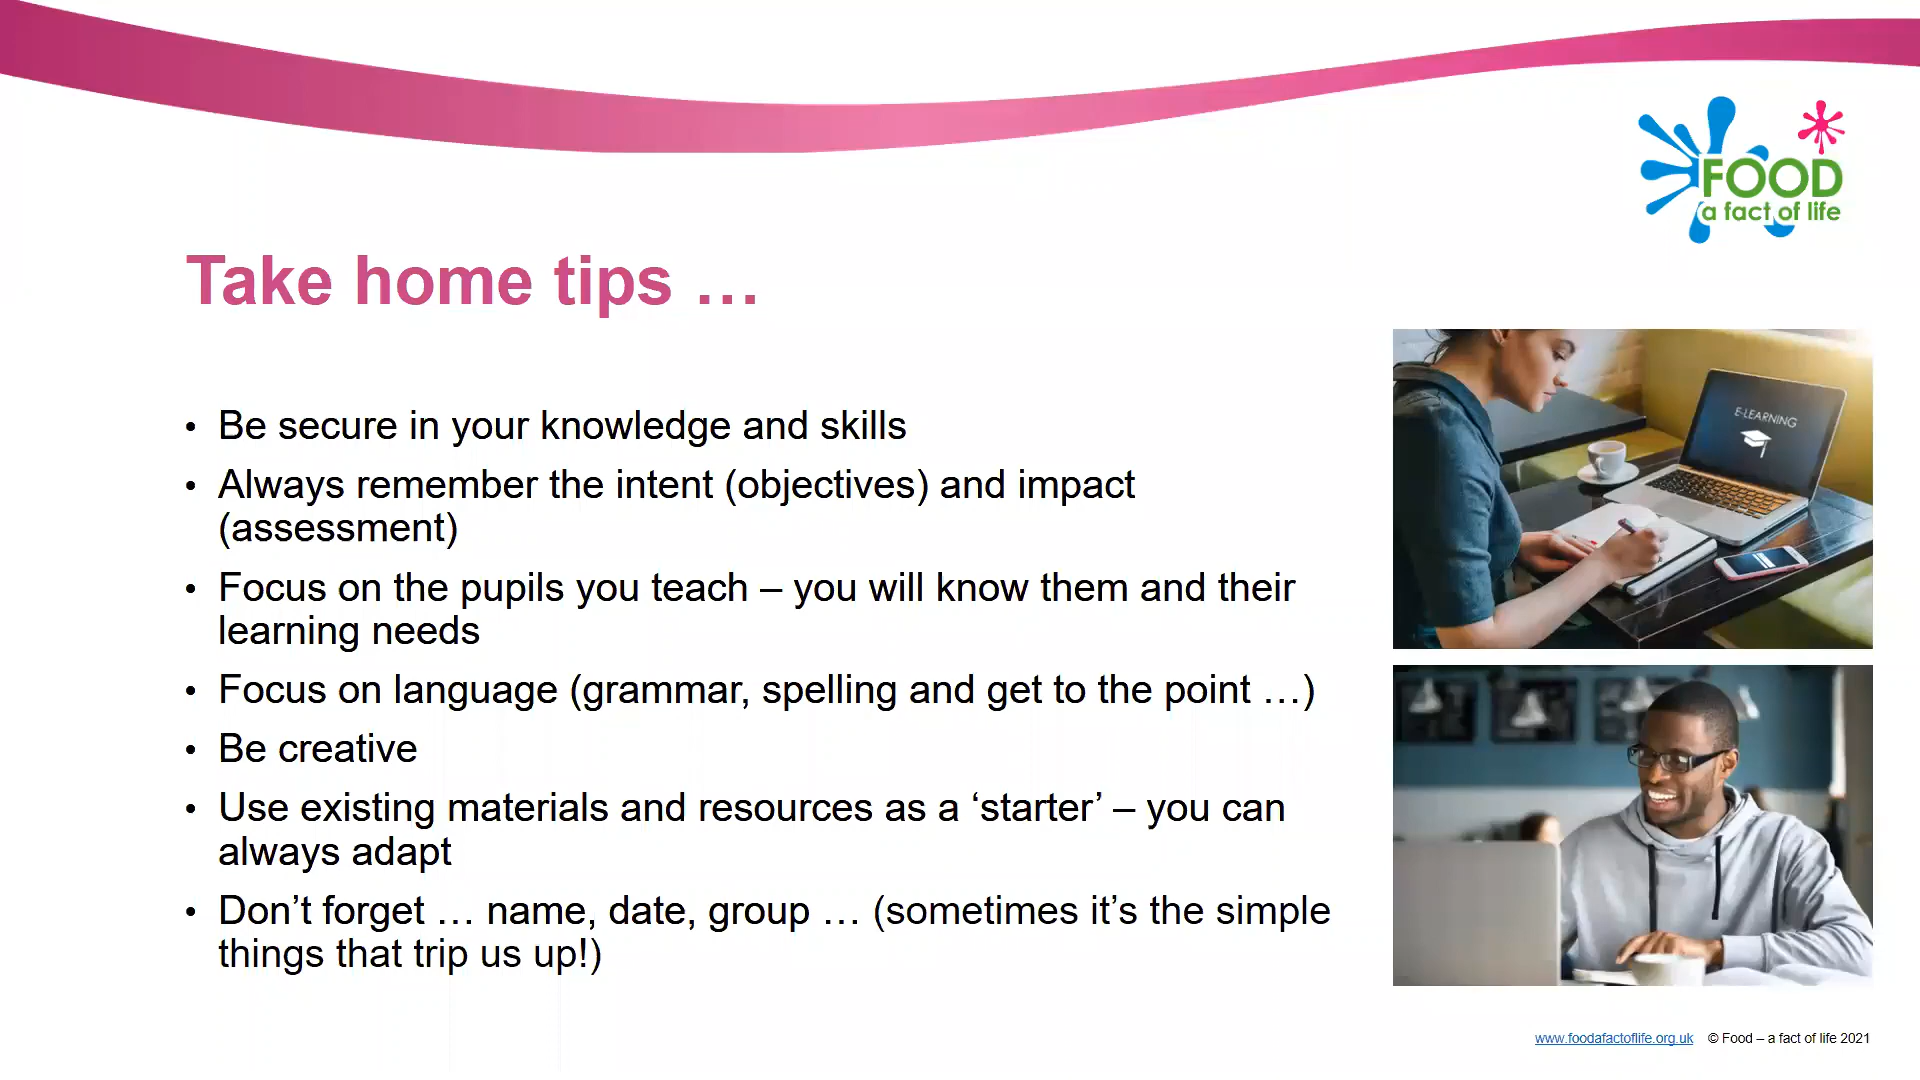 FOOD
a fact of life
Take home tips …
• Be secure in your knowledge and skills
• Always remember the intent (objectives) and impact
(assessment)
• Focus on the pupils you teach – you will know them and their
learning needs
• Focus on language (grammar, spelling and get to the point …)
• Be creative
• Use existing materials and resources as a ‘starter’ – you can
always adapt
• Don’t forget … name, date, group … (sometimes it’s the simple
things that trip us up!)
E-LEARNING
www.foodafactoflife.org.uk © Food – a fact of life 2021